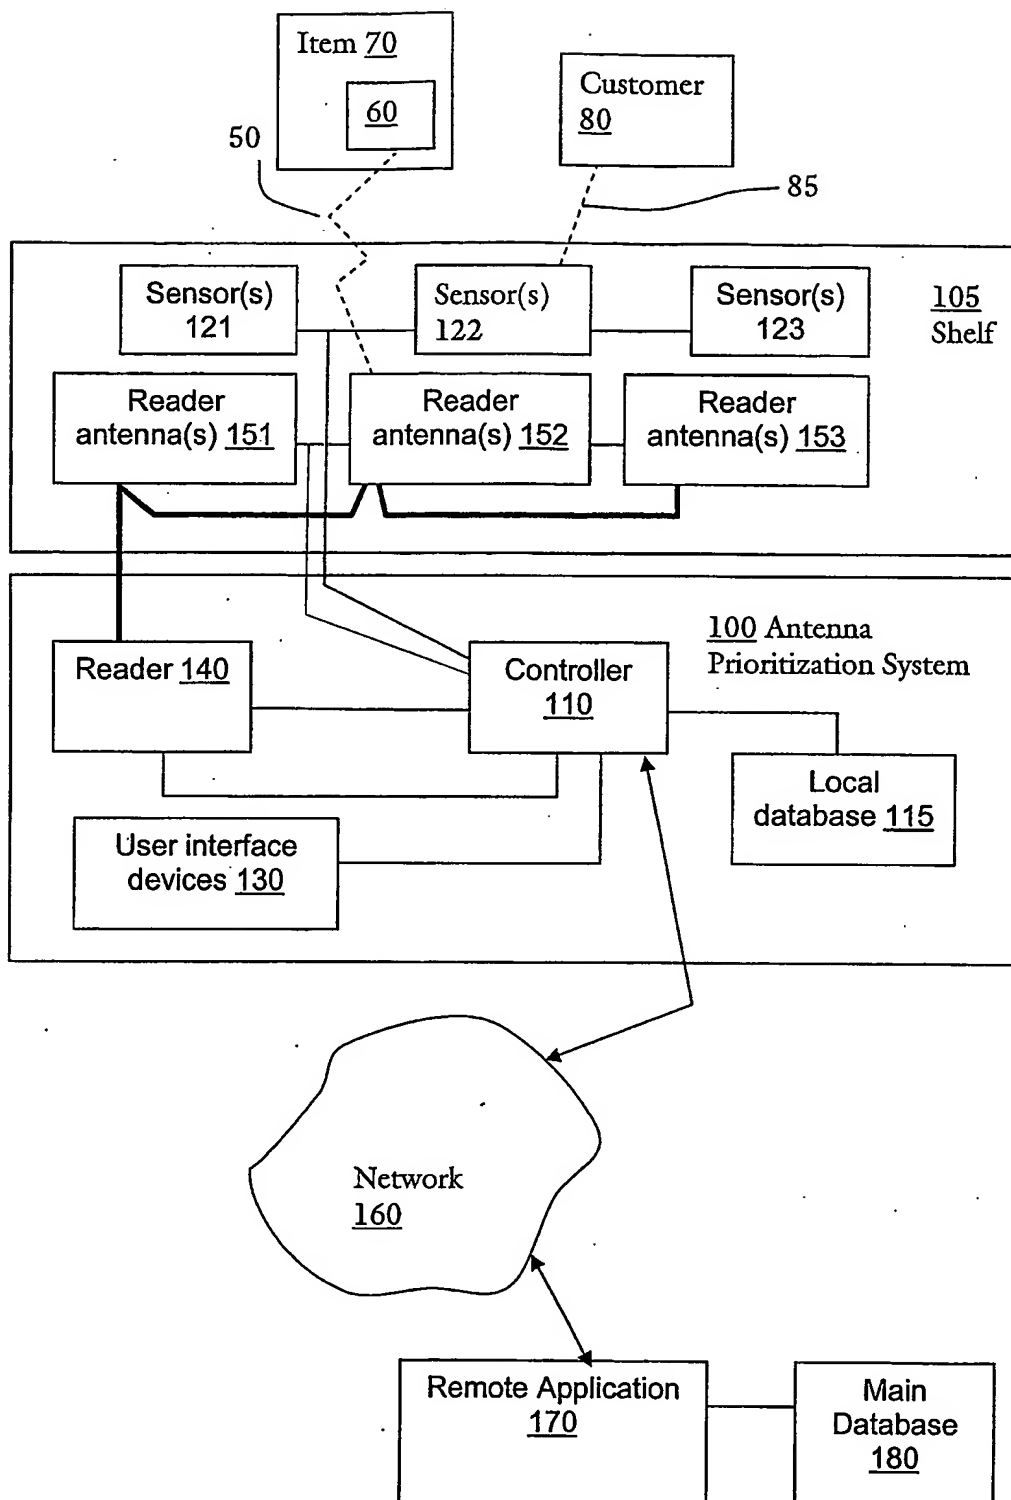 Item 70
60
Customer
80
50
85
Sensor(s)
121
Sensor(s)
122
Sensor(s)
123
105
Shelf
Reader
antenna(s) 151
Reader
antenna(s) 152
Reader
antenna(s) 153
100 Antenna
Prioritization System
Reader 140
Controller
110
Local
database 115
User interface
devices 130
Network
160
Remote Application
170
Main
Database
180